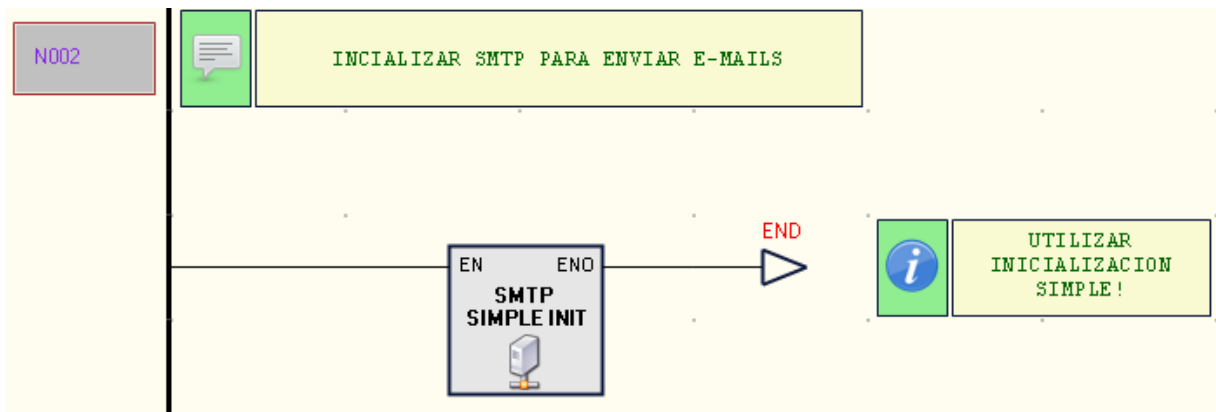 N002
INCIALIZAR SMTP PARA ENVIAR E-MAILS
END
EN ENO
SMTP
SIMPLE INIT
UTILIZAR
INICIALIZACION
SIMPLE!